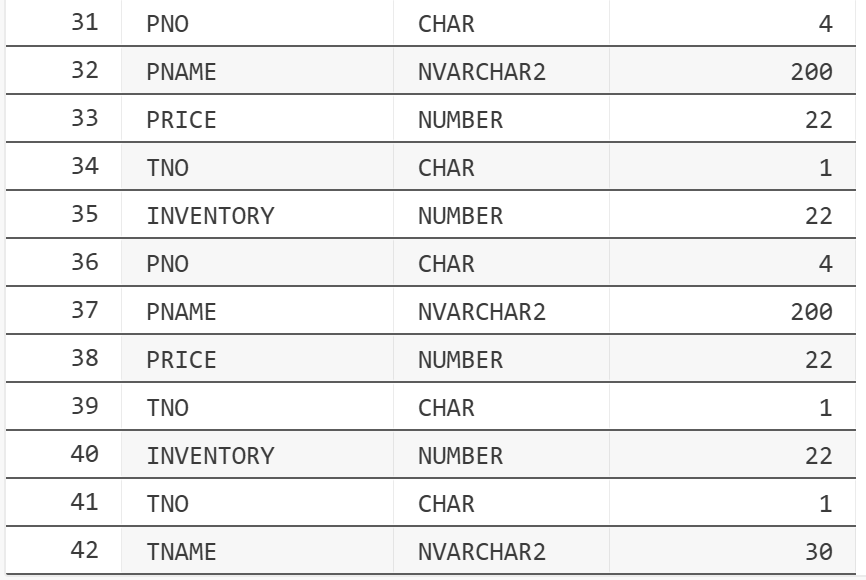 31 PNO CHAR 4
32 PNAME NVARCHAR2 200
33 PRICE NUMBER 22
34 TNO CHAR 1
35 INVENTORY NUMBER 22
36 PNO CHAR 4
37 PNAME NVARCHAR2 200
38 PRICE NUMBER 22
39 TNO CHAR 1
40 INVENTORY NUMBER 22
41 TNO CHAR 1
42 TNAME NVARCHAR2 30